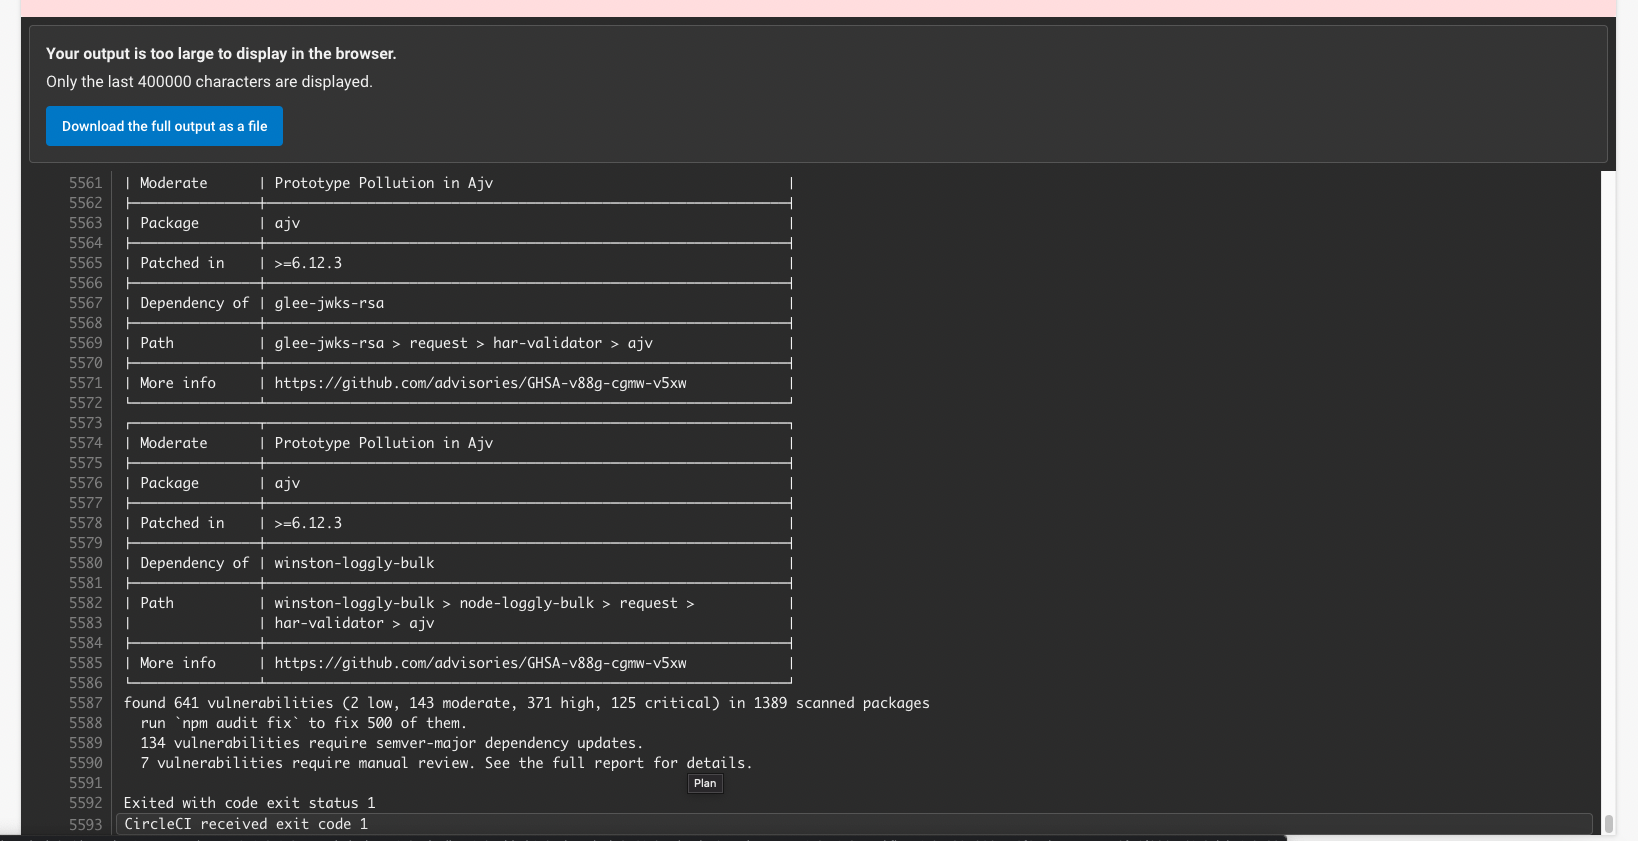 Your output is too large to display in the browser.
Only the last 400000 characters are displayed.
Download the full output as a file
5561 | Moderate | Prototype Pollution in Ajv |
5562
5563 | Package | ajv |
5564
5565 | Patched in | >=6.12.3 |
5566
5567 | Dependency of | glee-jwks-rsa |
5568
5569 | Path | glee-jwks-rsa > request > har-validator > ajv |
5570
5571 | More info | https://github.com/advisories/GHSA-v88g-cgmw-v5xw |
5572
5573
5574 | Moderate | Prototype Pollution in Ajv |
5575
5576 | Package | ajv |
5577
5578 | Patched in | >=6.12.3 |
5579
5580 | Dependency of | winston-loggly-bulk |
5581
5582 | Path | winston-loggly-bulk > node-loggly-bulk > request > |
5583 | | har-validator > ajv |
5584
5585 | More info | https://github.com/advisories/GHSA-v88g-cgmw-v5xw |
5586
5587 found 641 vulnerabilities (2 low, 143 moderate, 371 high, 125 critical) in 1389 scanned packages
5588 run `npm audit fix` to fix 500 of them.
5589 134 vulnerabilities require semver-major dependency updates.
5590 7 vulnerabilities require manual review. See the full report for details.
5591
Plan
5592 Exited with code exit status 1
5593 CircleCI received exit code 1